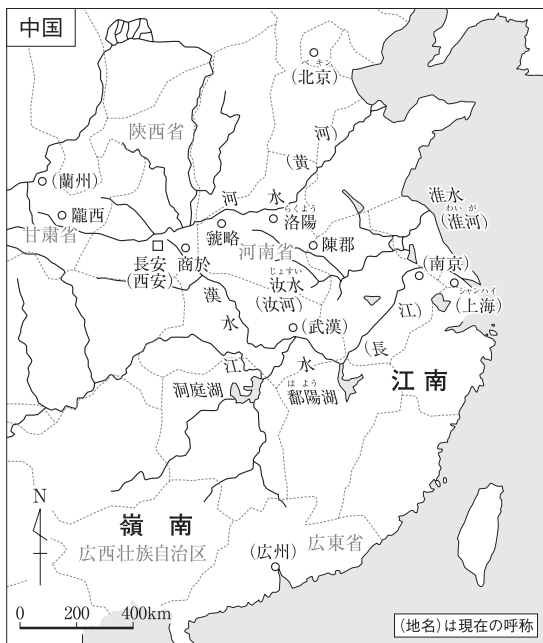 中国
ペキン
(北京)
陝西省
(黄
河)
(蘭州)
隴西
甘粛省
河水
らくよう
洛陽
虢略
河南省
陳郡
淮水
わいが
(淮河)
長安
(西安)
商於
じょすい
汝水
(汝河)
(南京)
シャンハイ
(上海)
漢水
(武漢)
(長
江)
江水
洞庭湖
はよう
鄱陽湖
江南
N
嶺南
広西壮族自治区
広東省
(広州)
0 200 400km
(地名)は現在の呼称